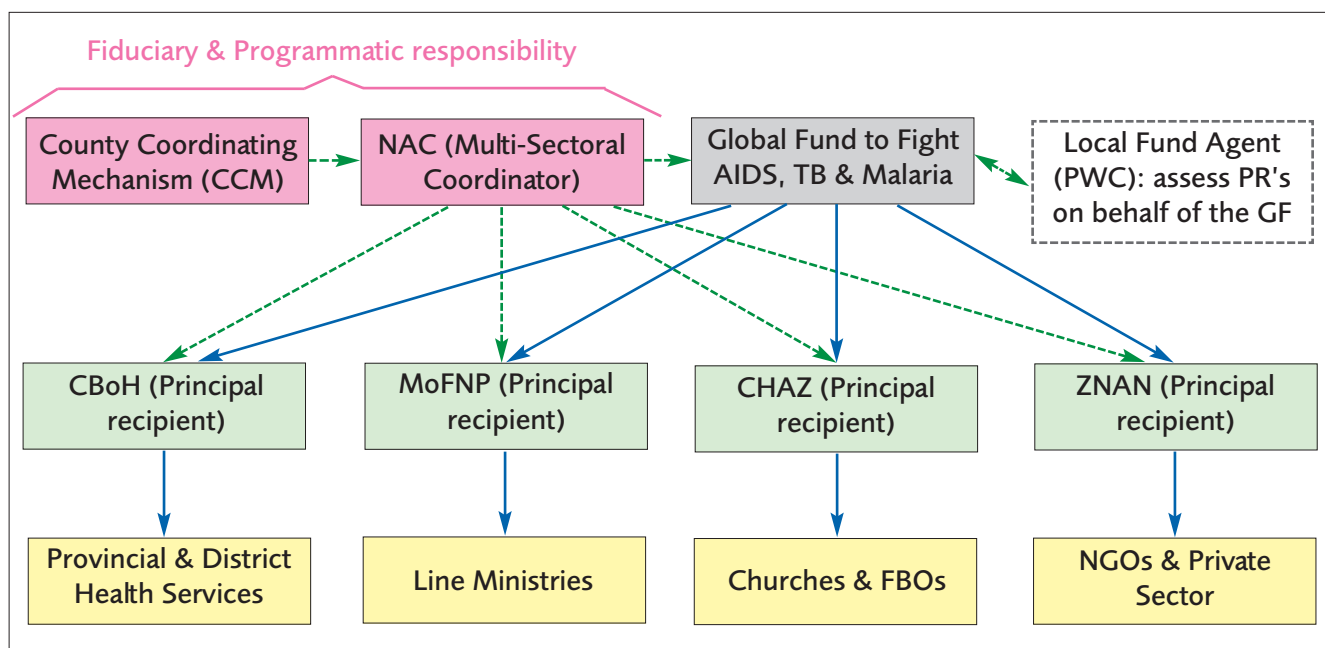 Fiduciary & Programmatic responsibility
County Coordinating
Mechanism (CCM)
NAC (Multi-Sectoral
Coordinator)
Global Fund to Fight
AIDS, TB & Malaria
Local Fund Agent
(PWC): assess PR's
on behalf of the GF
CBoH (Principal
recipient)
MoFNP (Principal
recipient)
CHAZ (Principal
recipient)
ZNAN (Principal
recipient)
Provincial & District
Health Services
Line Ministries
Churches & FBOs
NGOs & Private
Sector